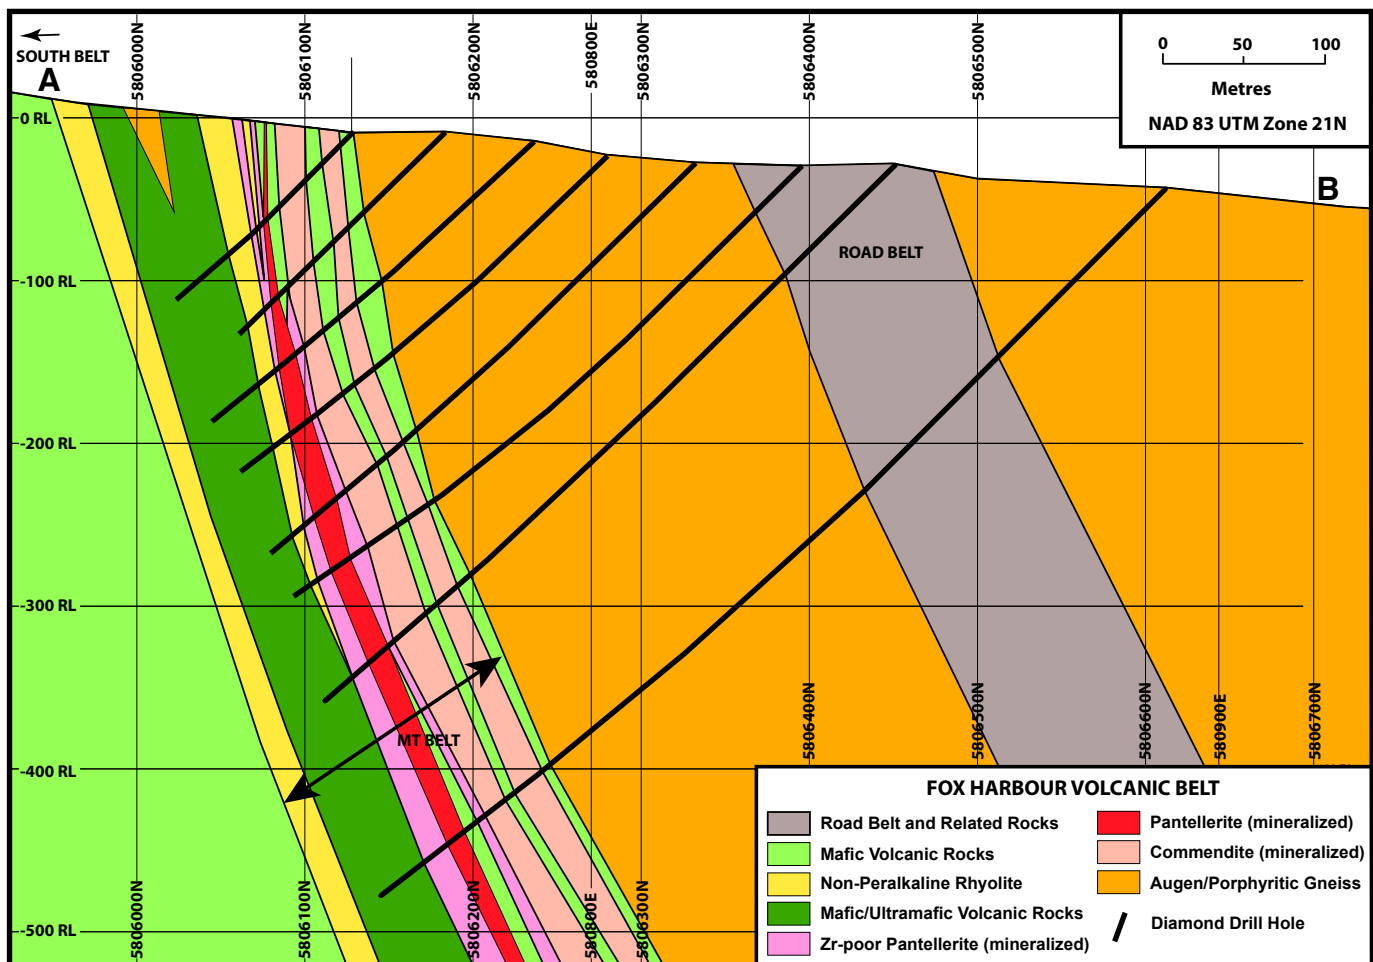 SOUTH BELT
A
5806000N
5806100N
5806200N
580800E
5806300N
5806400N
5806500N
0 50 100
Metres
NAD 83 UTM Zone 21N
B
0 RL
-100 RL
-200 RL
-300 RL
-400 RL
-500 RL
ROAD BELT
MT BELT
5806400N
5806500N
5806600N
580900E
5806700N
5806000N
5806100N
5806200N
580800E
5806300N
FOX HARBOUR VOLCANIC BELT
Road Belt and Related Rocks
Mafic Volcanic Rocks
Non-Peralkaline Rhyolite
Mafic/Ultramafic Volcanic Rocks
Zr-poor Pantellerite (mineralized)
Pantellerite (mineralized)
Commendite (mineralized)
Augen/Porphyritic Gneiss
Diamond Drill Hole